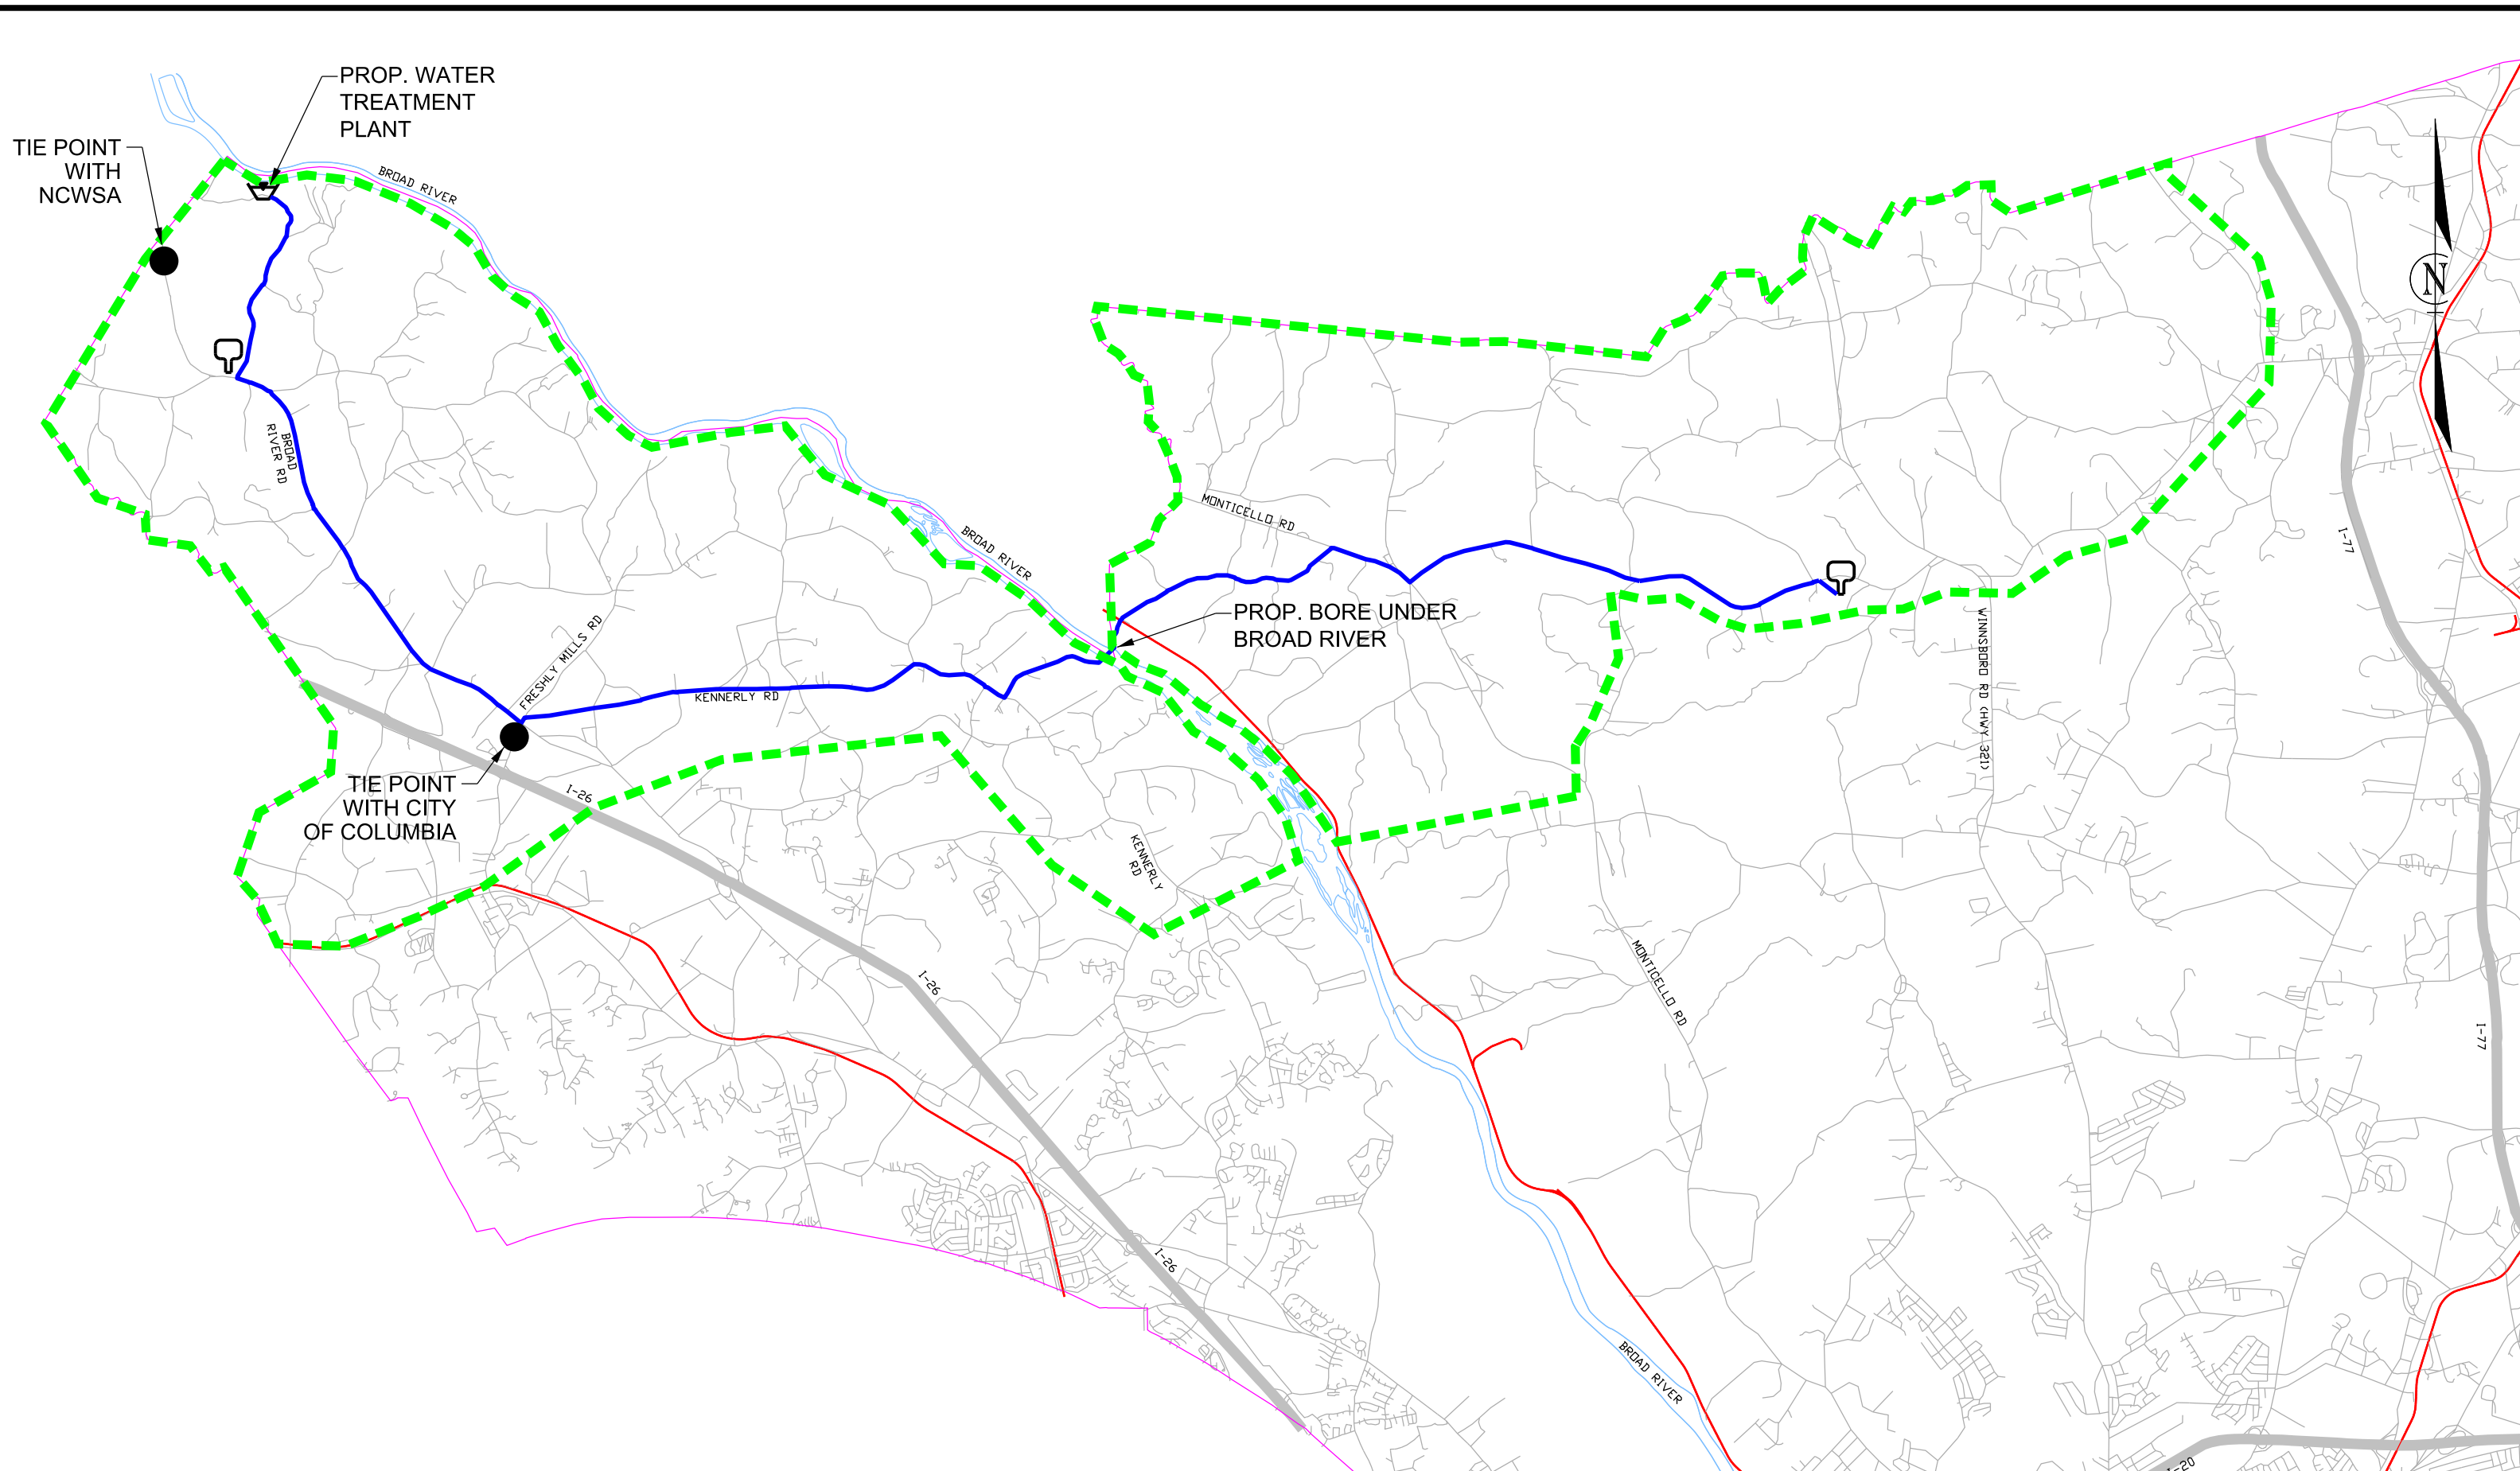 PROP. WATER
TREATMENT
PLANT
TIE POINT
WITH
NCWSA
BROAD RIVER
N
BROAD
RIVER RD
MONTICELLO RD
I-77
BROAD RIVER
PROP. BORE UNDER
BROAD RIVER
FRESHLY MILLS RD
KENNERLY RD
WINNSBORO RD (HWY 321)
TIE POINT
WITH CITY
OF COLUMBIA
I-26
KENNERLY
RD
I-26
MONTICELLO RD
I-77
I-26
BROAD RIVER
I-20